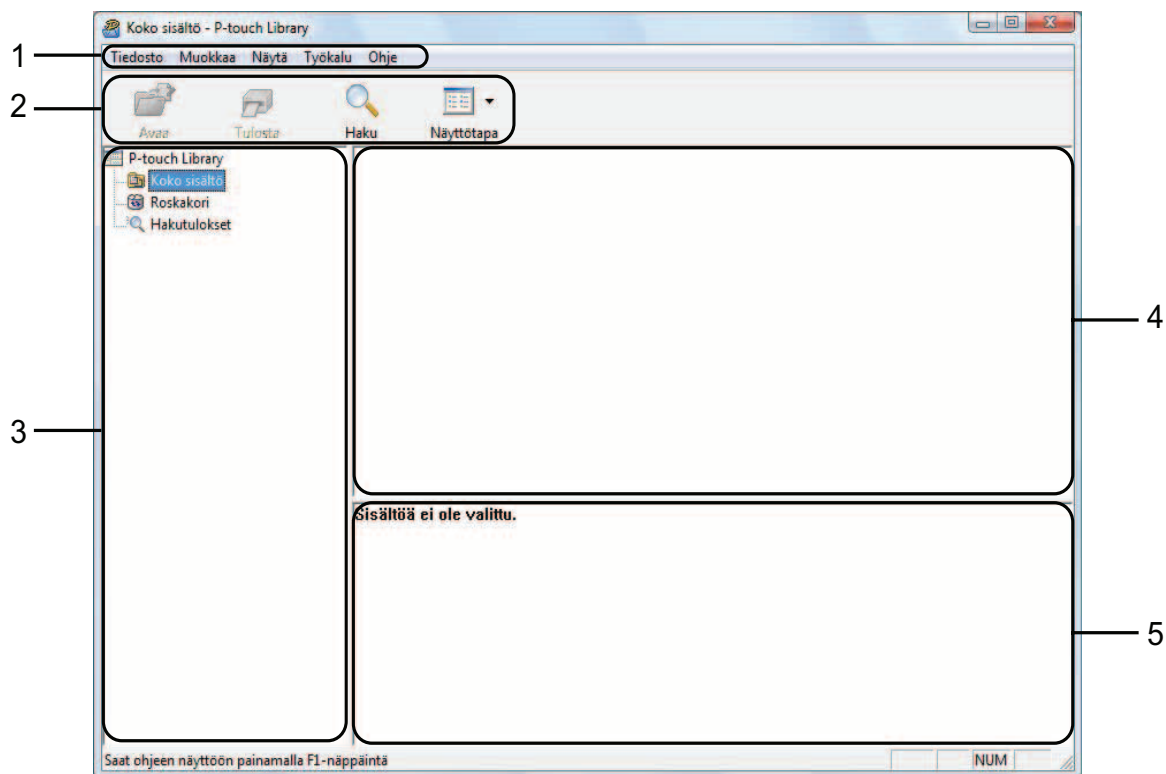 Koko sisältö - P-touch Library
1
Tiedosto Muokkaa Näytä Työkalu Ohje
2
Avaa Tulosta Haku Näyttötapa
P-touch Library
Koko sisältö
Roskakori
Hakutulokset
3
4
Sisältöä ei ole valittu.
5
Saat ohjeen näyttöön painamalla F1-näppäintä NUM